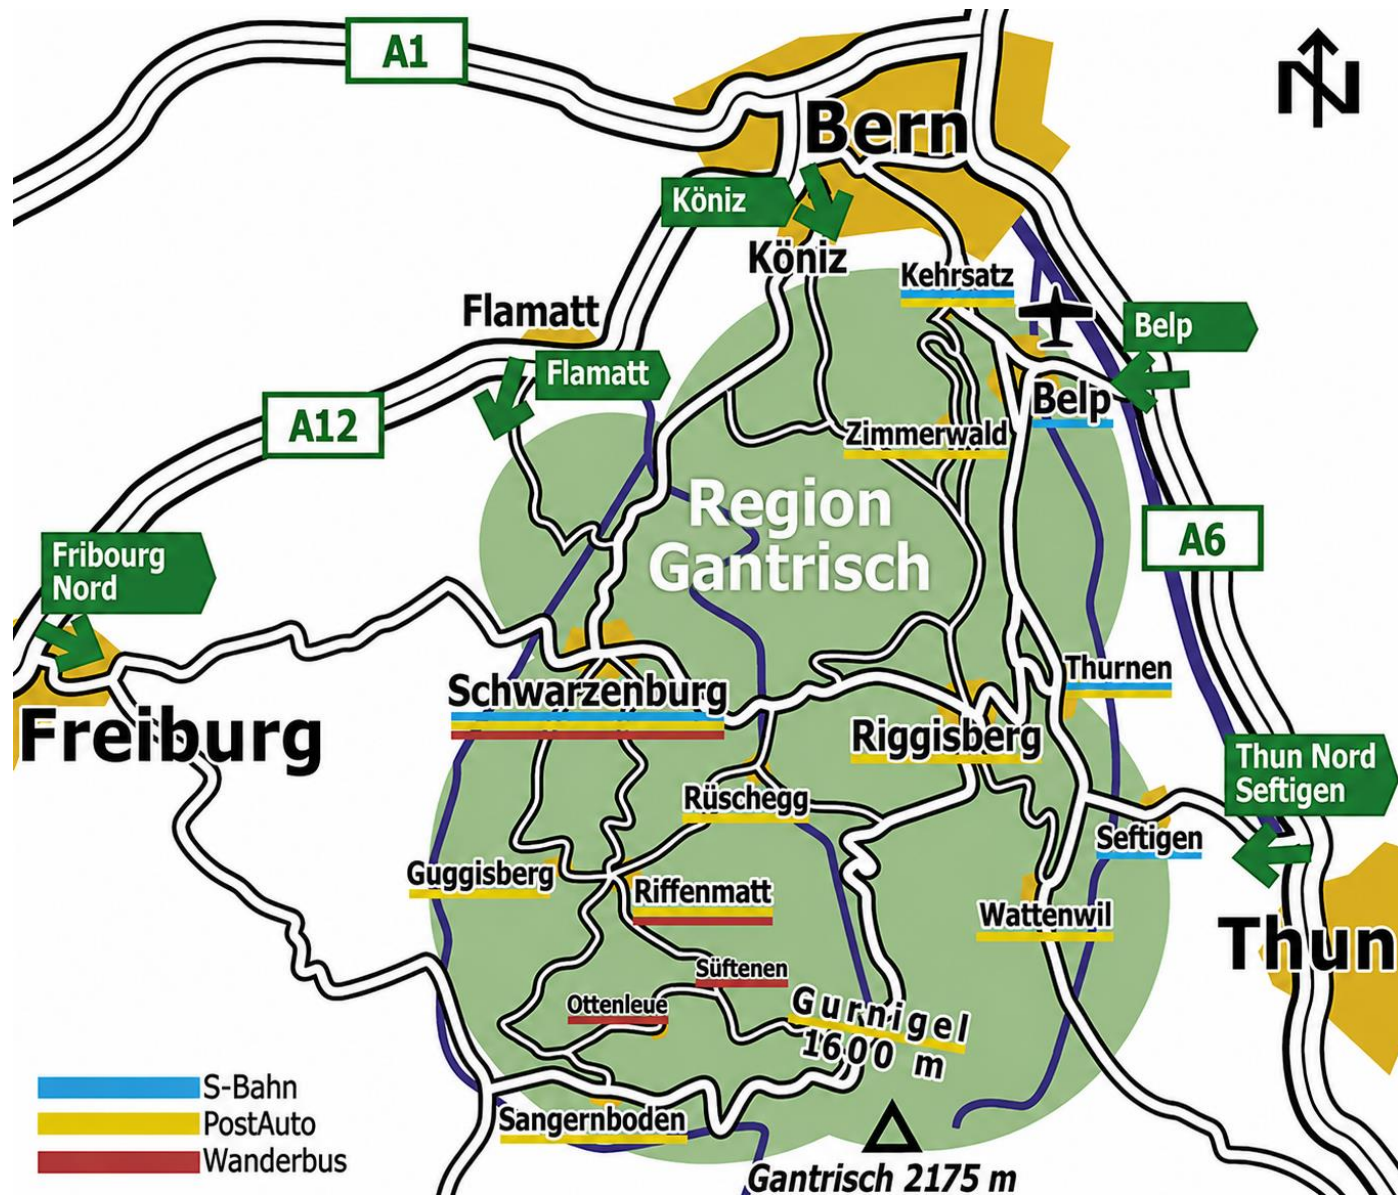 A1
N
Bern
Köniz
Köniz
Kehrsatz
Flamatt
Belp
Flamatt
Belp
A12
Zimmerwald
Region
Gantrisch
A6
Fribourg
Nord
Thurnen
Schwarzenburg
Freiburg
Riggisberg
Thun Nord
Seftigen
Rüschegg
Seftigen
Guggisberg
Riffenmatt
Wattenwil
Thun
Süftenen
Ottenleue
Gurnigel
1600 m
S-Bahn
PostAuto
Wanderbus
Sangernboden
Gantrisch 2175 m